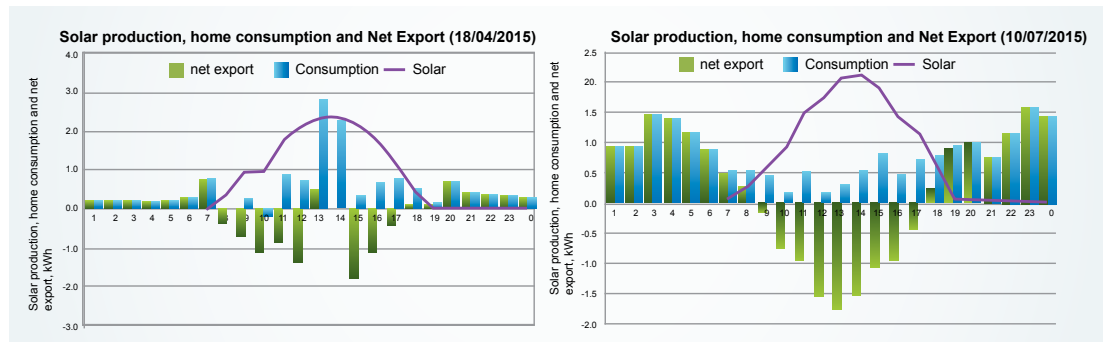 Solar production, home consumption and Net Export (18/04/2015)
4.0
net export Consumption Solar
3.0
2.0
1.0
0.0
-1.0
-2.0
-3.0
1 2 3 4 5 6 7 8 9 10 11 12 13 14 15 16 17 18 19 20 21 22 23 0
Solar production, home consumption and net
export, kWh
Solar production, home consumption and Net Export (10/07/2015)
2.5
net export Consumption Solar
20.
1.5
1.0
0.5
0.0
-0.5
-1.0
-1.5
-2.0
1 2 3 4 5 6 7 8 9 10 11 12 13 14 15 16 17 18 19 20 21 22 23 0
Solar production, home consumption and net
export, kWh